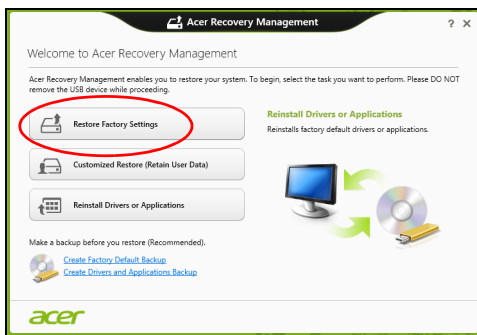 Acer Recovery Management
? ×
Welcome to Acer Recovery Management
Acer Recovery Management enables you to restore your system. To begin, select the task you want to perform. Please DO NOT
remove the USB device while proceeding.
Restore Factory Settings
Customized Restore (Retain User Data)
Reinstall Drivers or Applications
Reinstall Drivers or Applications
Reinstalls factory default drivers or applications.
Make a backup before you restore (Recommended).
Create Factory Default Backup
Create Drivers and Applications Backup
acer